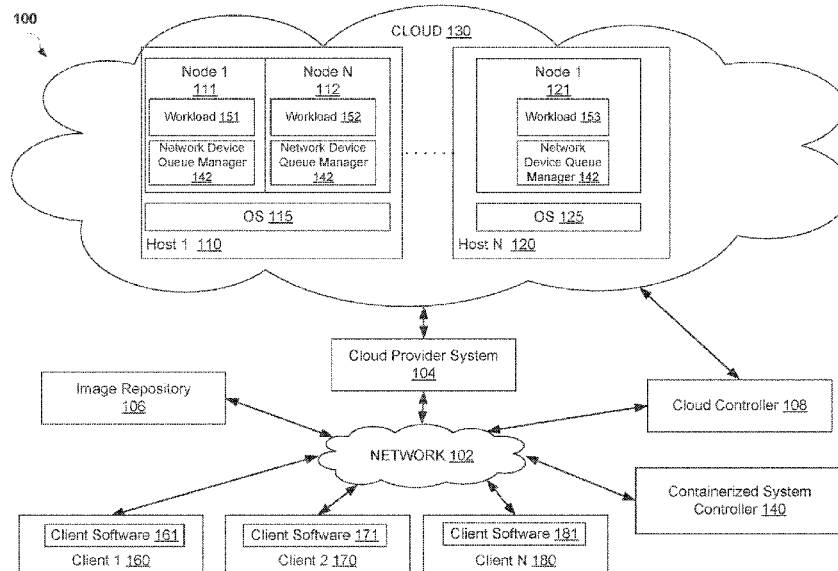 100
CLOUD 130
Node 1
111
Workload 151
Network Device
Queue Manager
142
Node N
112
Workload 152
Network Device
Queue Manager
142
OS 115
Host 1 110
Node 1
121
Workload 153
Network
Device Queue
Manager 142
OS 125
Host N 120
Cloud Provider System
104
Image Repository
106
Cloud Controller 108
NETWORK 102
Containerized System
Controller 140
Client Software 161
Client 1 160
Client Software 171
Client 2 170
Client Software 181
Client N 180